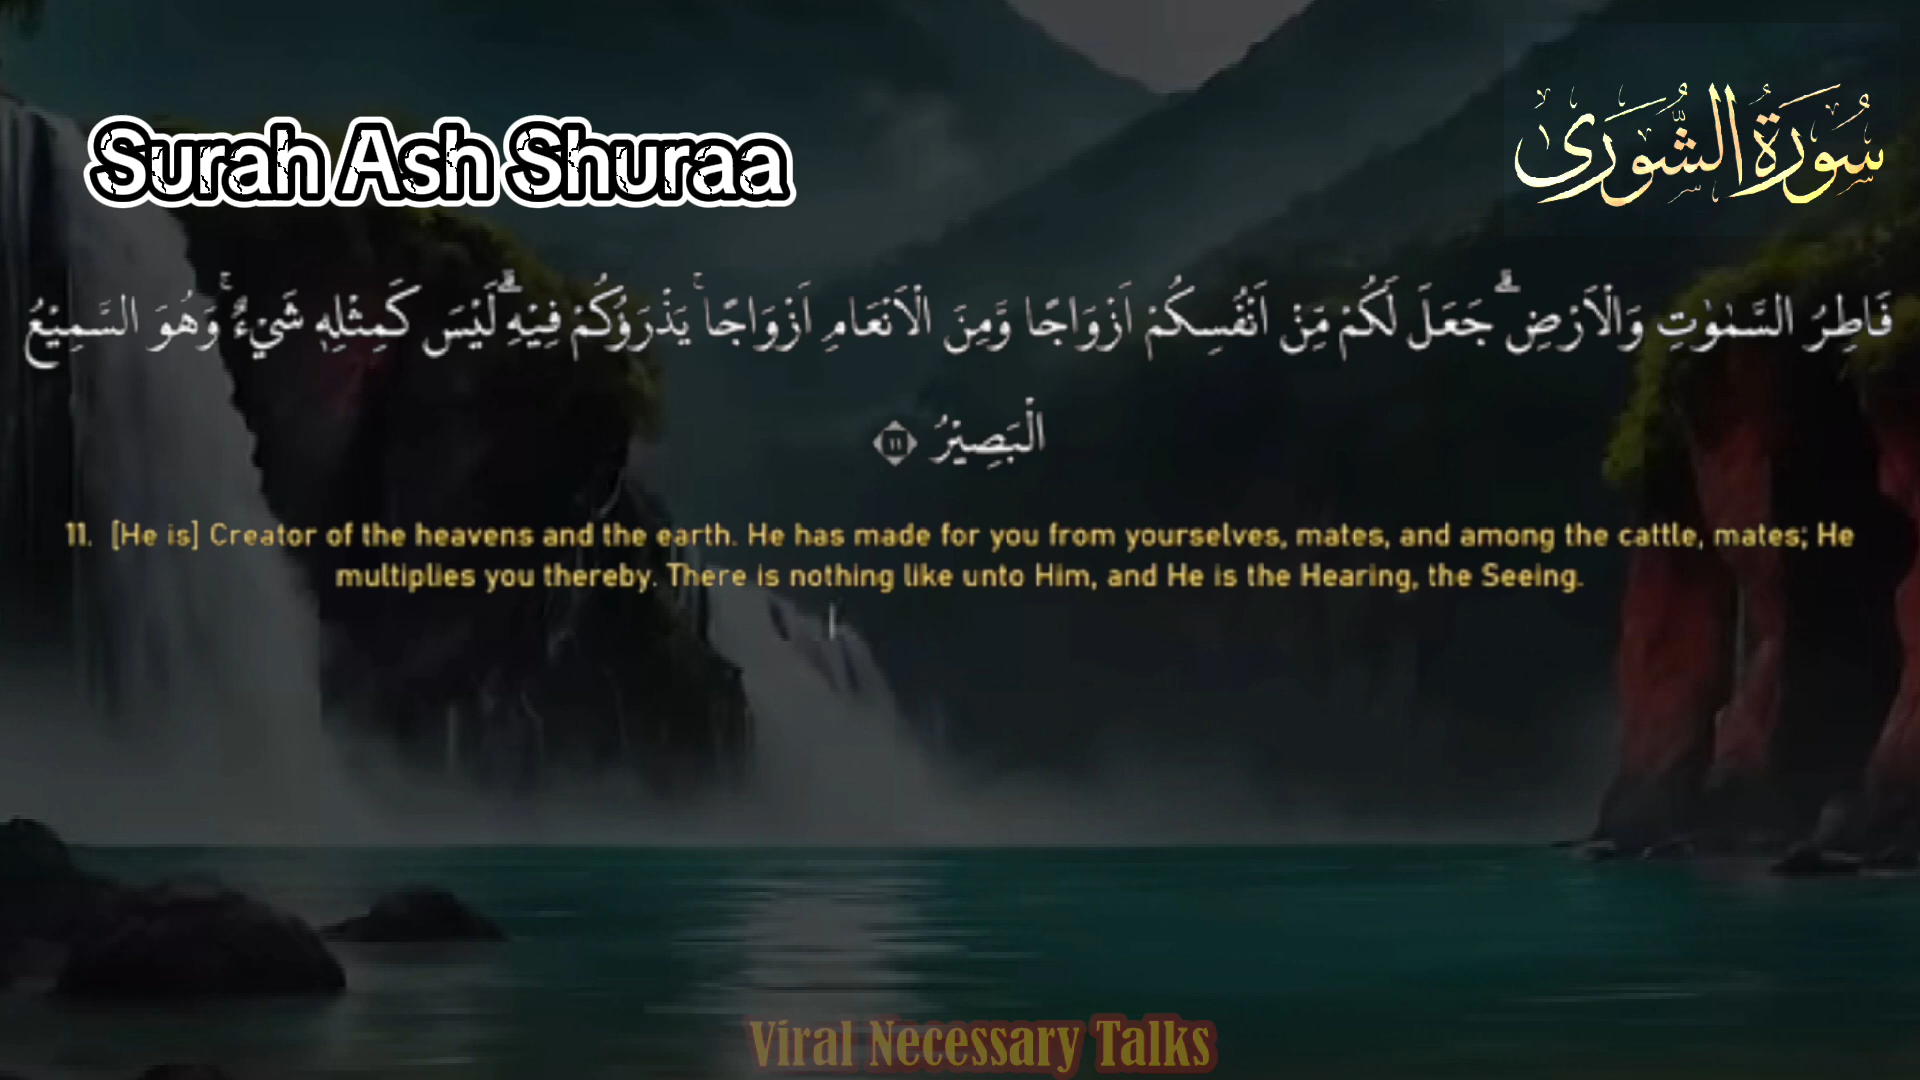 Surah Ash Shuraa
سُورَةُ الشُّورَى
فَاطِرُ السَّمٰوٰتِ وَالْاَرْضِ ۗ جَعَلَ لَكُمْ مِّنْ اَنْفُسِكُمْ اَزْوَاجًا وَّمِنَ الْاَنْعَامِ اَزْوَاجًا ۚ يَذْرَؤُكُمْ فِيْهِ ۗ لَيْسَ كَمِثْلِهٖ شَيْءٌ ۚ وَهُوَ السَّمِيْعُ
الْبَصِيْرُ ١١
11. [He is] Creator of the heavens and the earth. He has made for you from yourselves, mates, and among the cattle, mates; He
multiplies you thereby. There is nothing like unto Him, and He is the Hearing, the Seeing.
Viral Necessary Talks